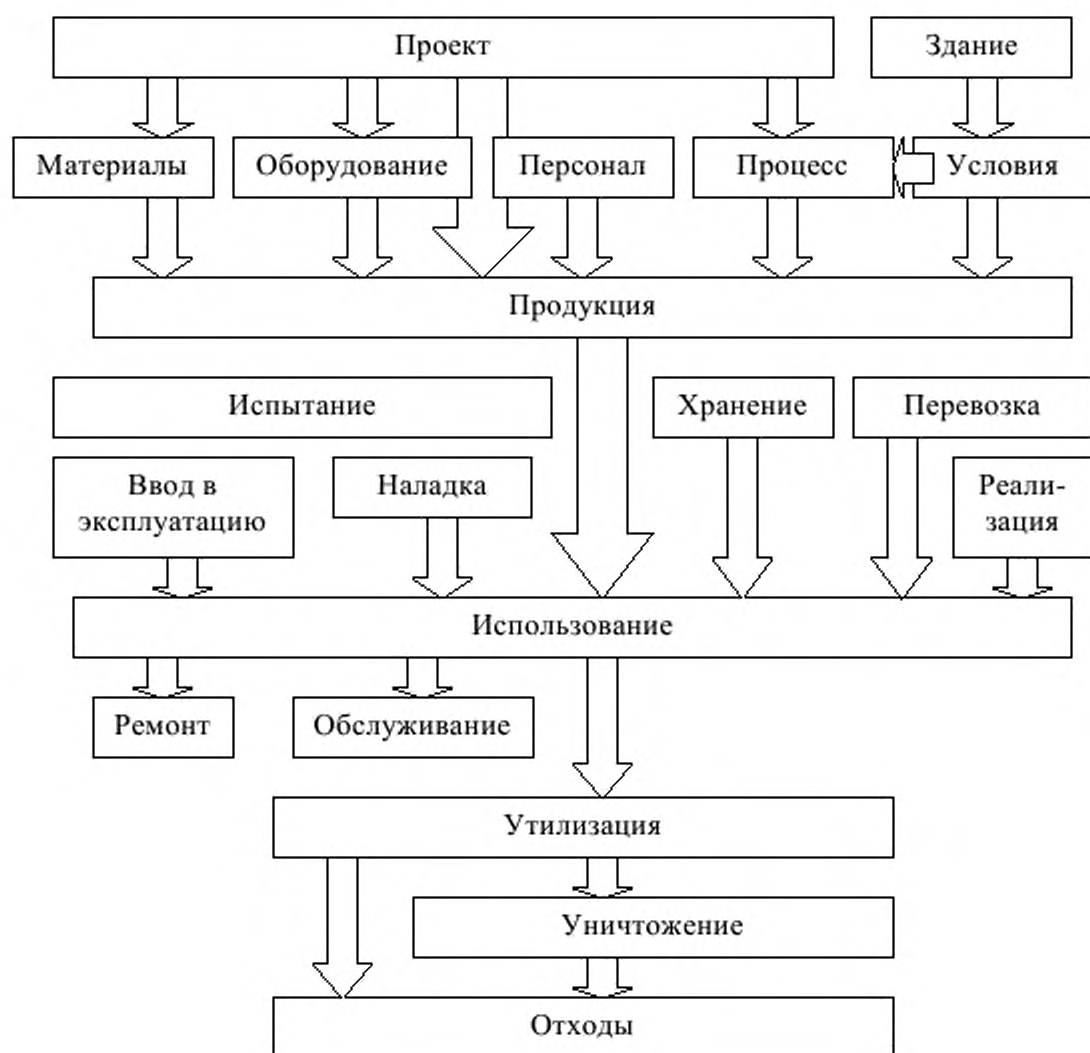 Проект
Здание
Материалы
Оборудование
Персонал
Процесс
Условия
Продукция
Испытание
Хранение
Перевозка
Ввод в
эксплуатацию
Наладка
Реали-
зация
Использование
Ремонт
Обслуживание
Утилизация
Уничтожение
Отходы